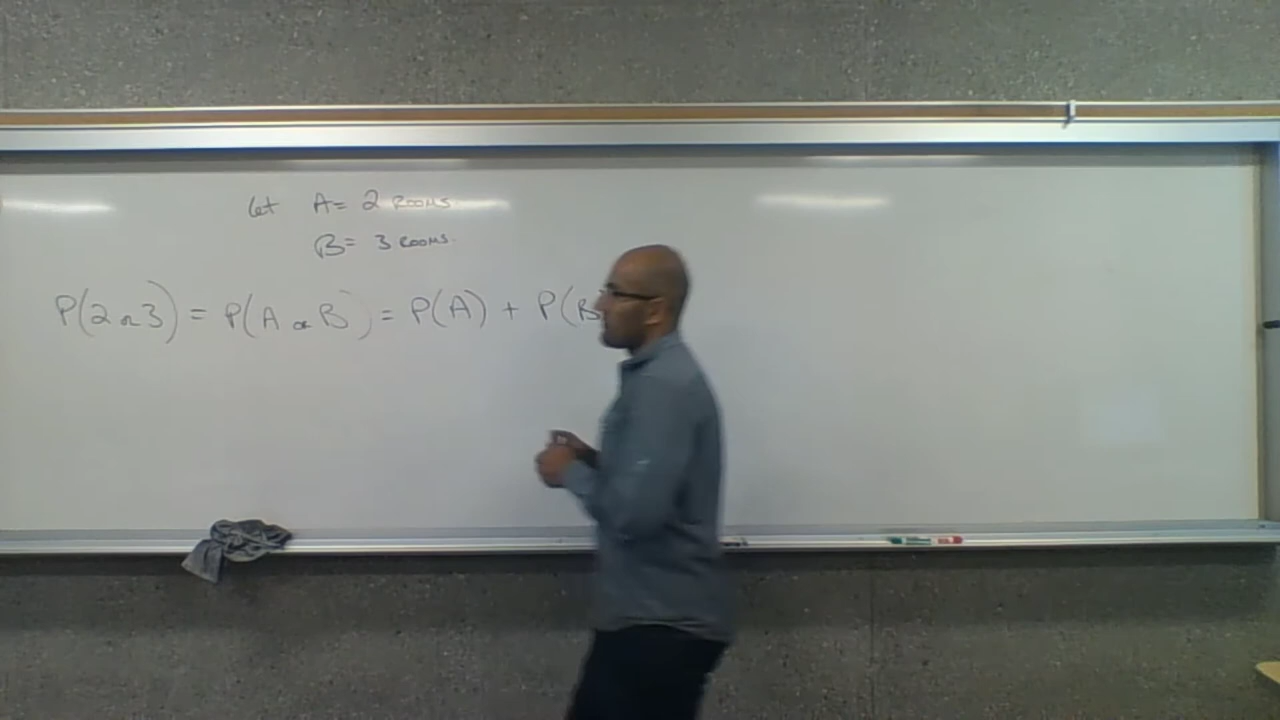 Let A = 2 ROOMS.
B = 3 ROOMS.
P(2 or 3) = P(A or B) = P(A) + P(B